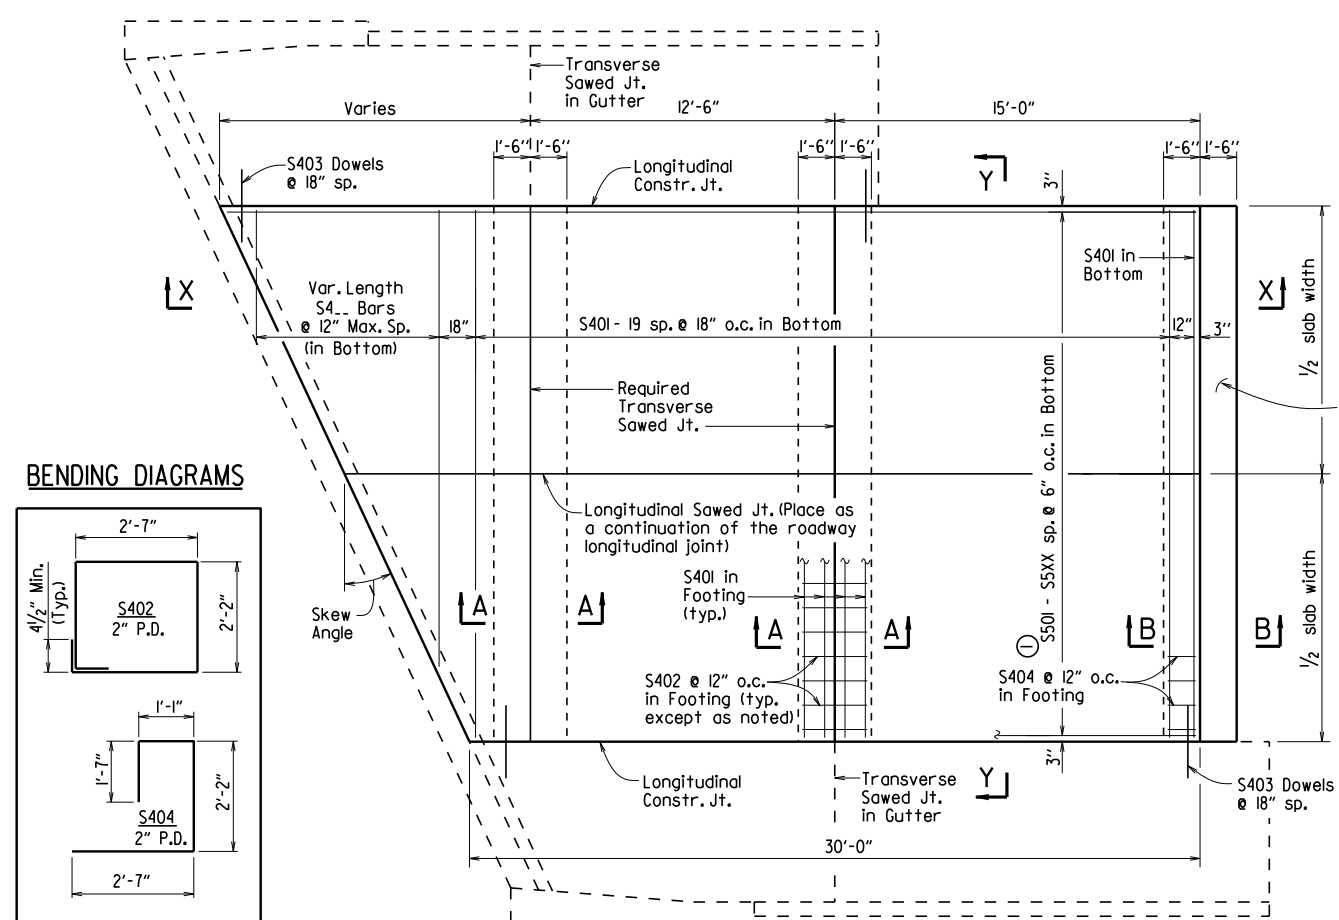 Transverse
Sawed Jt.
in Gutter
Varies
12'-6"
15'-0"
1'-6"
1'-6"
1'-6"
1'-6"
1'-6"
1'-6"
S403 Dowels
@ 18" sp.
Longitudinal
Constr. Jt.
Y
3"
S401 in
Bottom
X
Var. Length
S4__ Bars
@ 12" Max. Sp.
(in Bottom)
18"
S401 - 19 sp. @ 18" o.c. in Bottom
12"
3"
X
1/2 slab width
Required
Transverse
Sawed Jt.
S501 - S5XX sp. @ 6" o.c. in Bottom
1
BENDING DIAGRAMS
2'-7"
4 1/2" Min.
(Typ.)
S402
2" P.D.
2'-2"
Longitudinal Sawed Jt. (Place as
a continuation of the roadway
longitudinal joint)
S401 in
Footing
(typ.)
Skew
Angle
A
A
A
A
B
B
1/2 slab width
S402 @ 12" o.c.
in Footing (typ.
except as noted)
S404 @ 12" o.c.
in Footing
1'-1"
1'-7"
S404
2" P.D.
2'-2"
2'-7"
Longitudinal
Constr. Jt.
Transverse
Sawed Jt.
in Gutter
Y
3"
S403 Dowels
@ 18" sp.
30'-0"